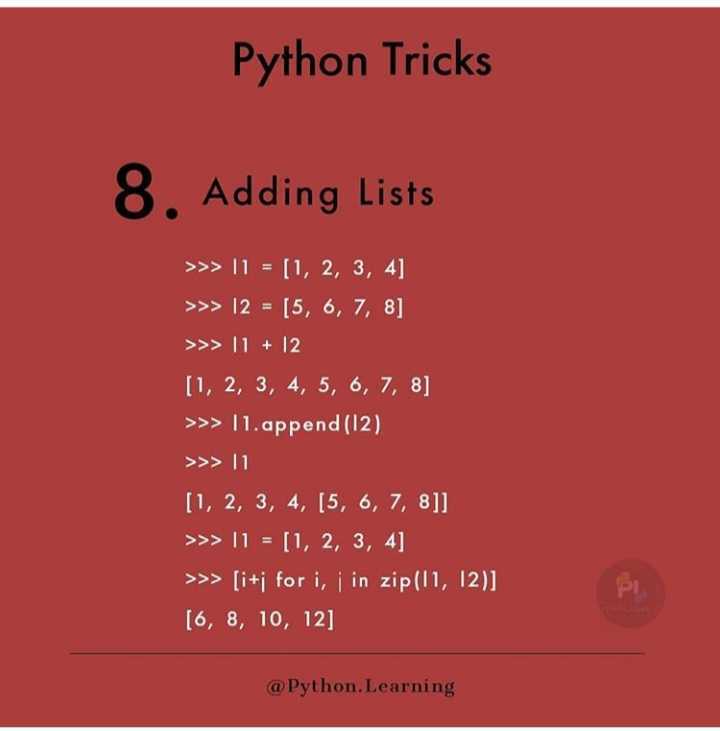 Python Tricks
8. Adding Lists
>>> l1 = [1, 2, 3, 4]
>>> l2 = [5, 6, 7, 8]
>>> l1 + l2
[1, 2, 3, 4, 5, 6, 7, 8]
>>> l1.append(l2)
>>> l1
[1, 2, 3, 4, [5, 6, 7, 8]]
>>> l1 = [1, 2, 3, 4]
>>> [i+j for i, j in zip(l1, l2)]
[6, 8, 10, 12]
PL
@Python.Learning